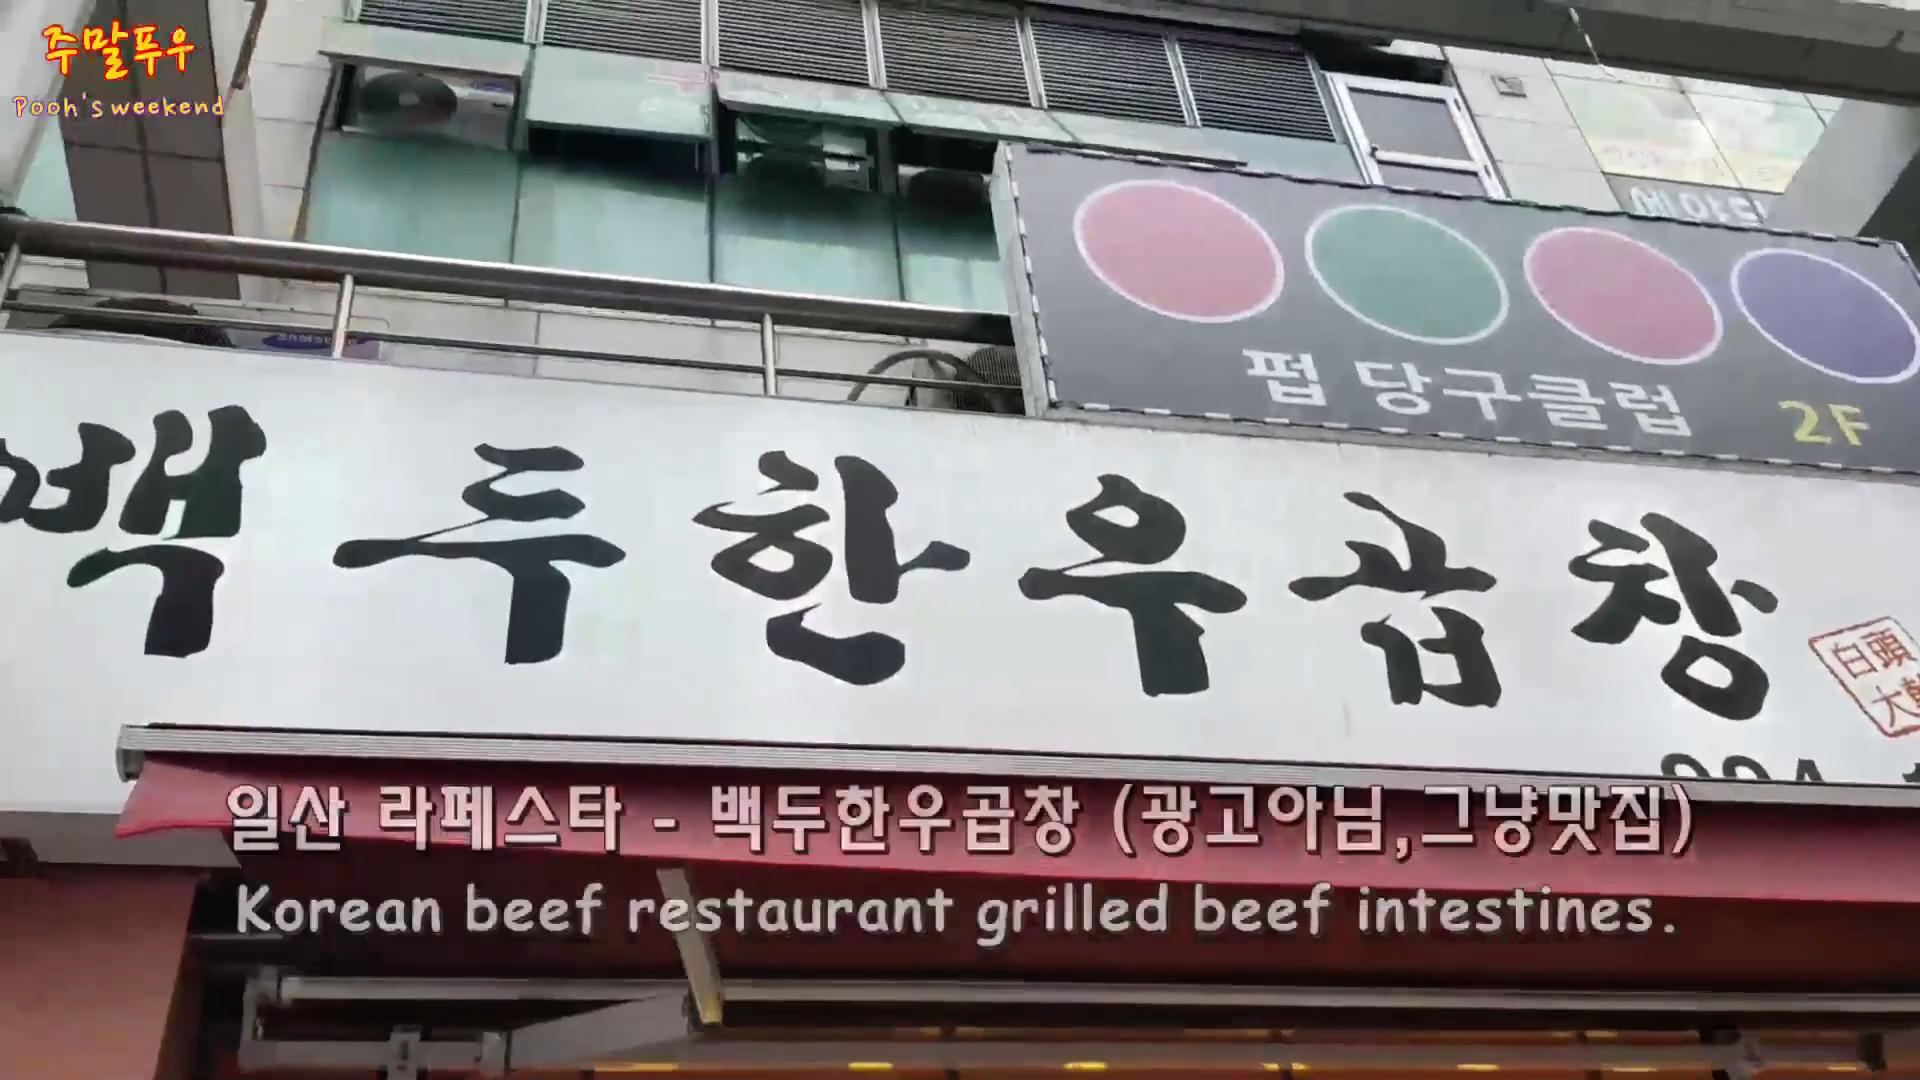 주말푸우
Pooh's weekend
펍 당구클럽 2F
백두한우곱창
白頭
大
일산 라페스타 - 백두한우곱창 (광고아님,그냥맛집)
Korean beef restaurant grilled beef intestines.